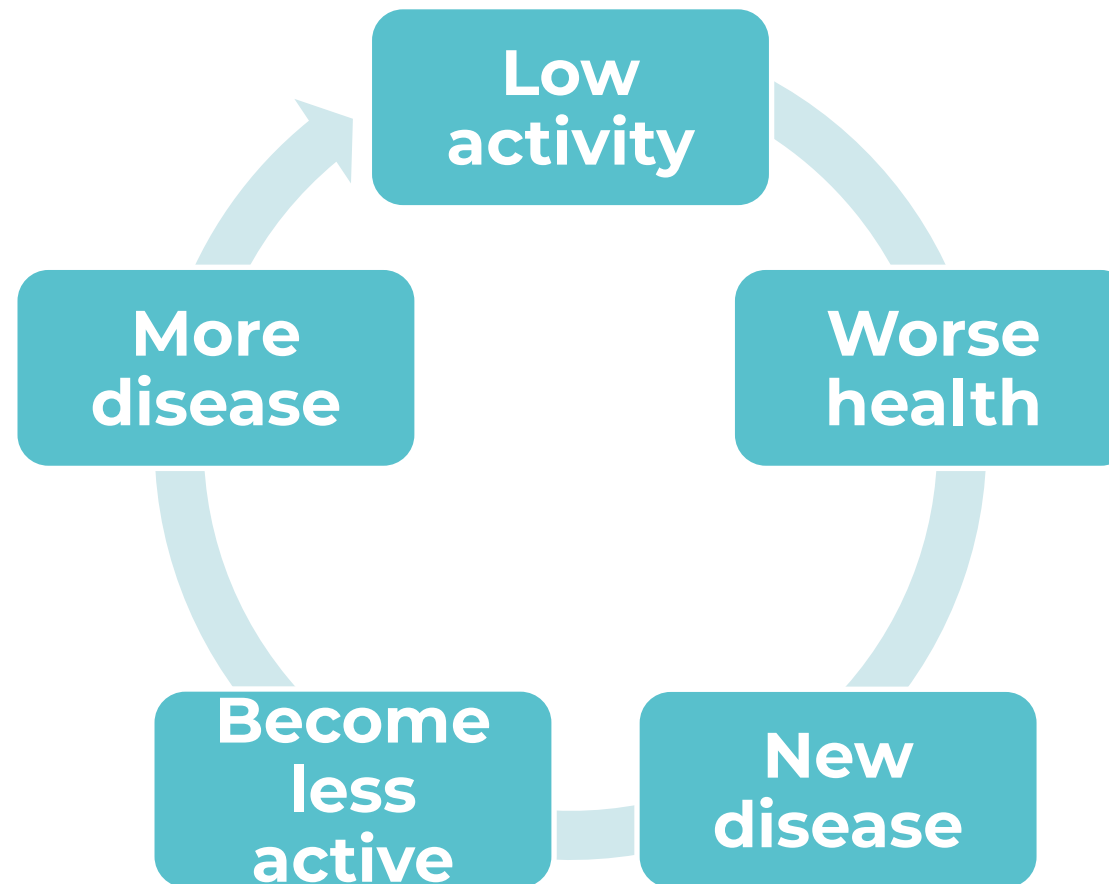 Low
activity
Worse
health
New
disease
Become
less
active
More
disease